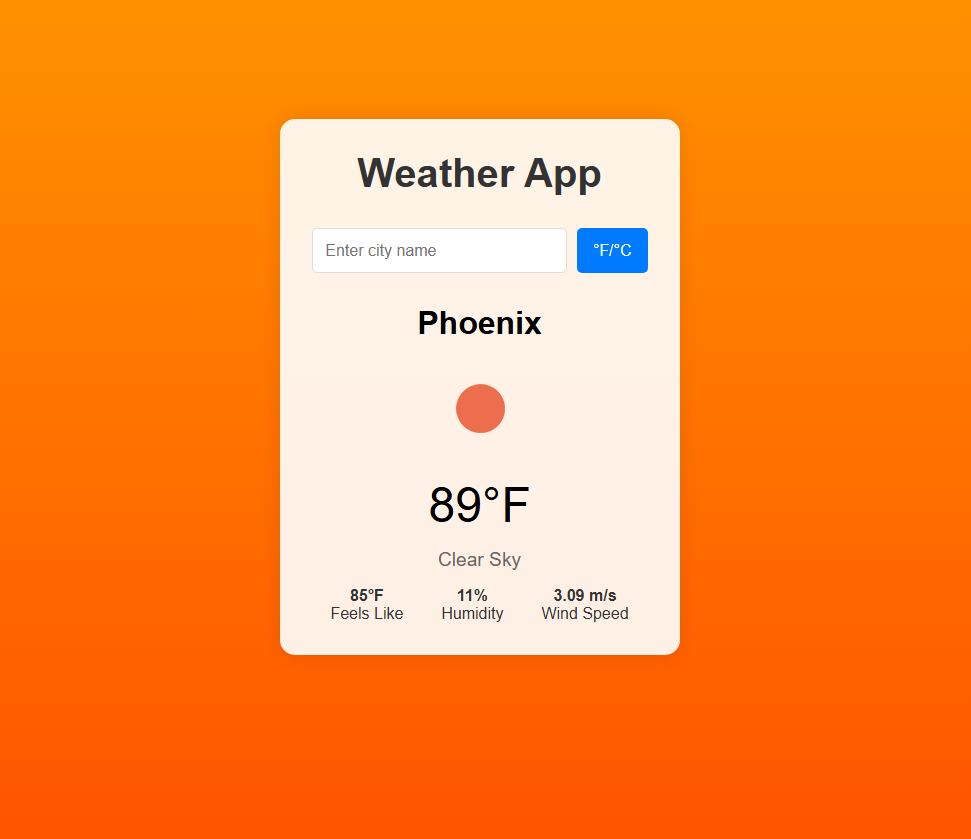 Weather App
Enter city name
°F/°C
Phoenix
89°F
Clear Sky
85°F
Feels Like
11%
Humidity
3.09 m/s
Wind Speed